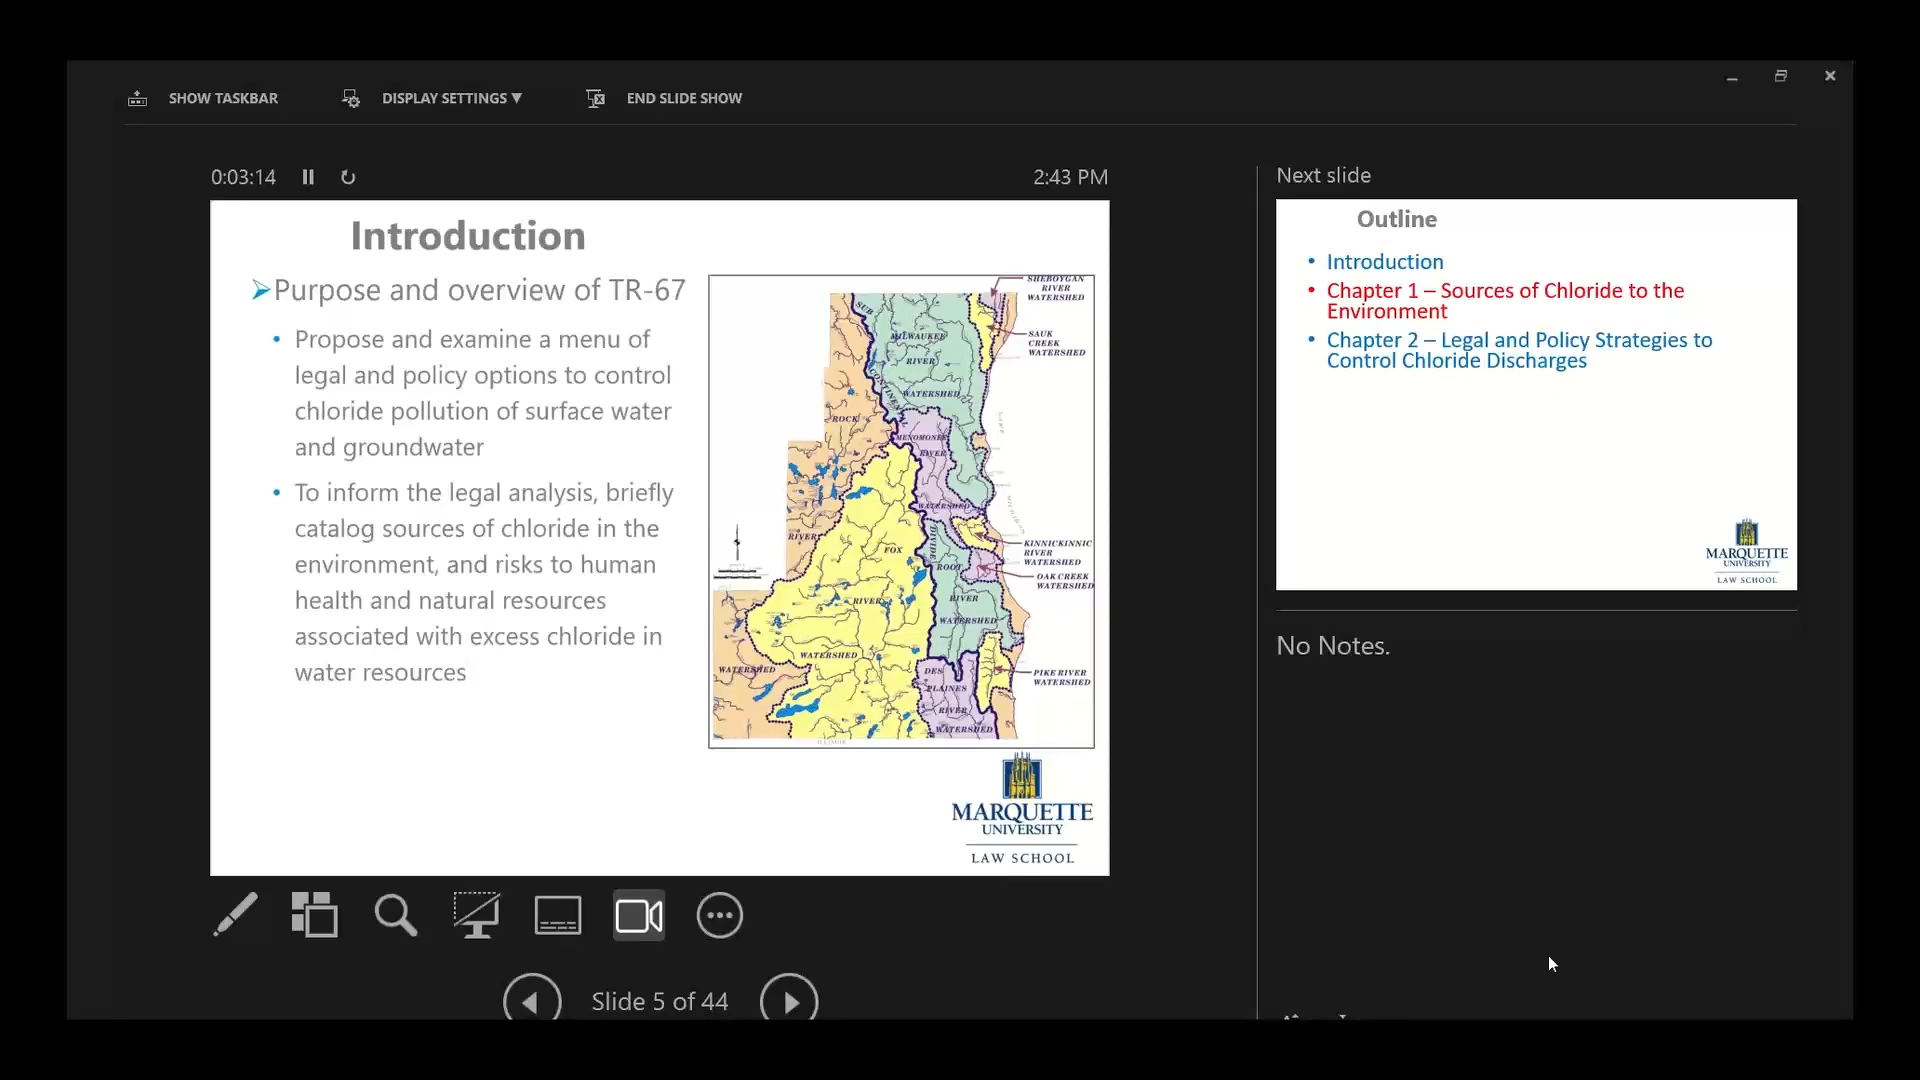 SHOW TASKBAR
DISPLAY SETTINGS ▼
END SLIDE SHOW
0:03:14
2:43 PM
Introduction
Purpose and overview of TR-67
• Propose and examine a menu of
legal and policy options to control
chloride pollution of surface water
and groundwater
• To inform the legal analysis, briefly
catalog sources of chloride in the
environment, and risks to human
health and natural resources
associated with excess chloride in
water resources
SHEBOYGAN
RIVER
WATERSHED
SAUK
CREEK
WATERSHED
SUB
MILWAUKEE
RIVER
WATERSHED
ROCK
MENOMONEE
RIVER
WATERSHED
RIVER
DIVIDE
FOX
KINNICKINNIC
RIVER
WATERSHED
ROOT
OAK CREEK
WATERSHED
RIVER
RIVER
WATERSHED
WATERSHED
WATERSHED
DES
PLAINES
RIVER
WATERSHED
PIKE RIVER
WATERSHED
ILLINOIS
MARQUETTE
UNIVERSITY
LAW SCHOOL
Slide 5 of 44
Next slide
Outline
• Introduction
• Chapter 1 – Sources of Chloride to the
Environment
• Chapter 2 – Legal and Policy Strategies to
Control Chloride Discharges
MARQUETTE
UNIVERSITY
LAW SCHOOL
No Notes.